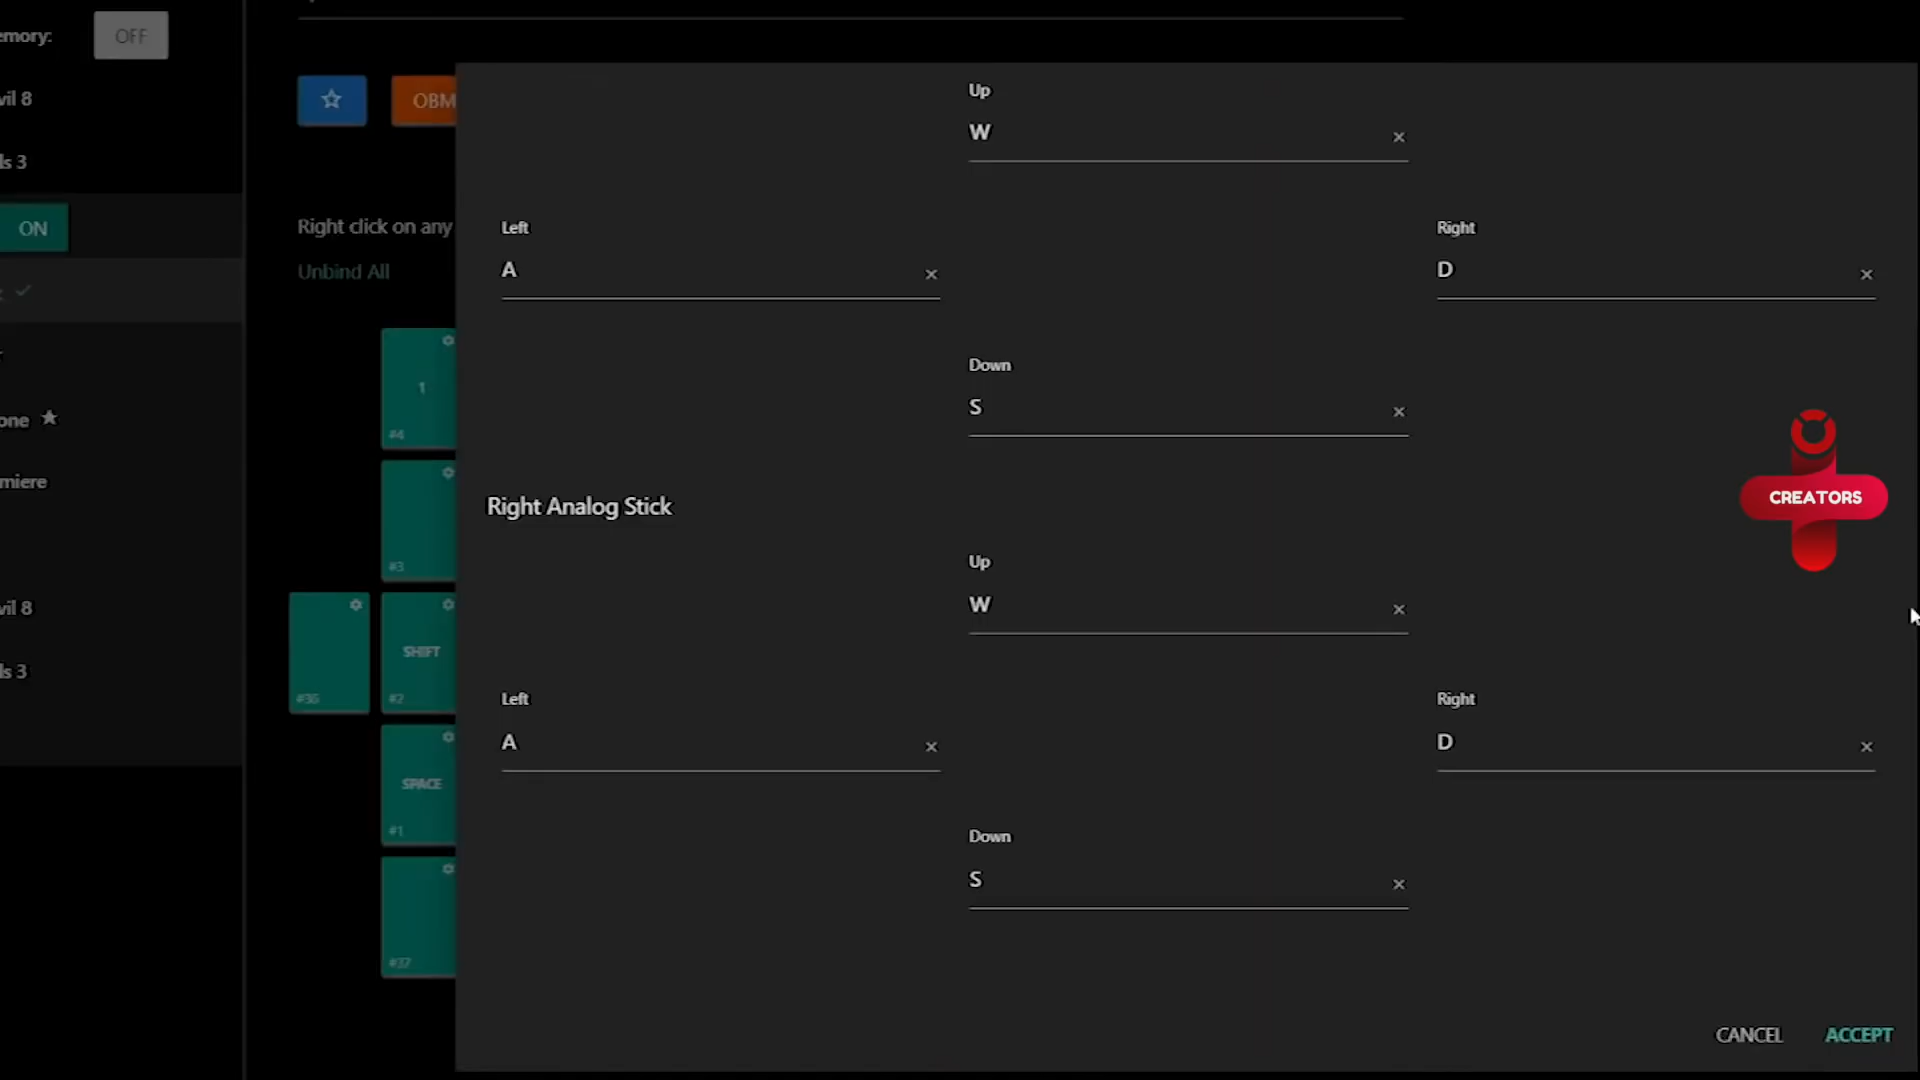 emory:
OFF
vil 8
ls 3
ON
one
miere
vil 8
ls 3
OBM
Right click on any
Unbind All
1
#4
#3
#36
SHIFT
#2
SPACE
#1
#37
Up
W
Left
A
Right
D
Down
S
Right Analog Stick
Up
W
Left
A
Right
D
Down
S
CREATORS
CANCEL
ACCEPT